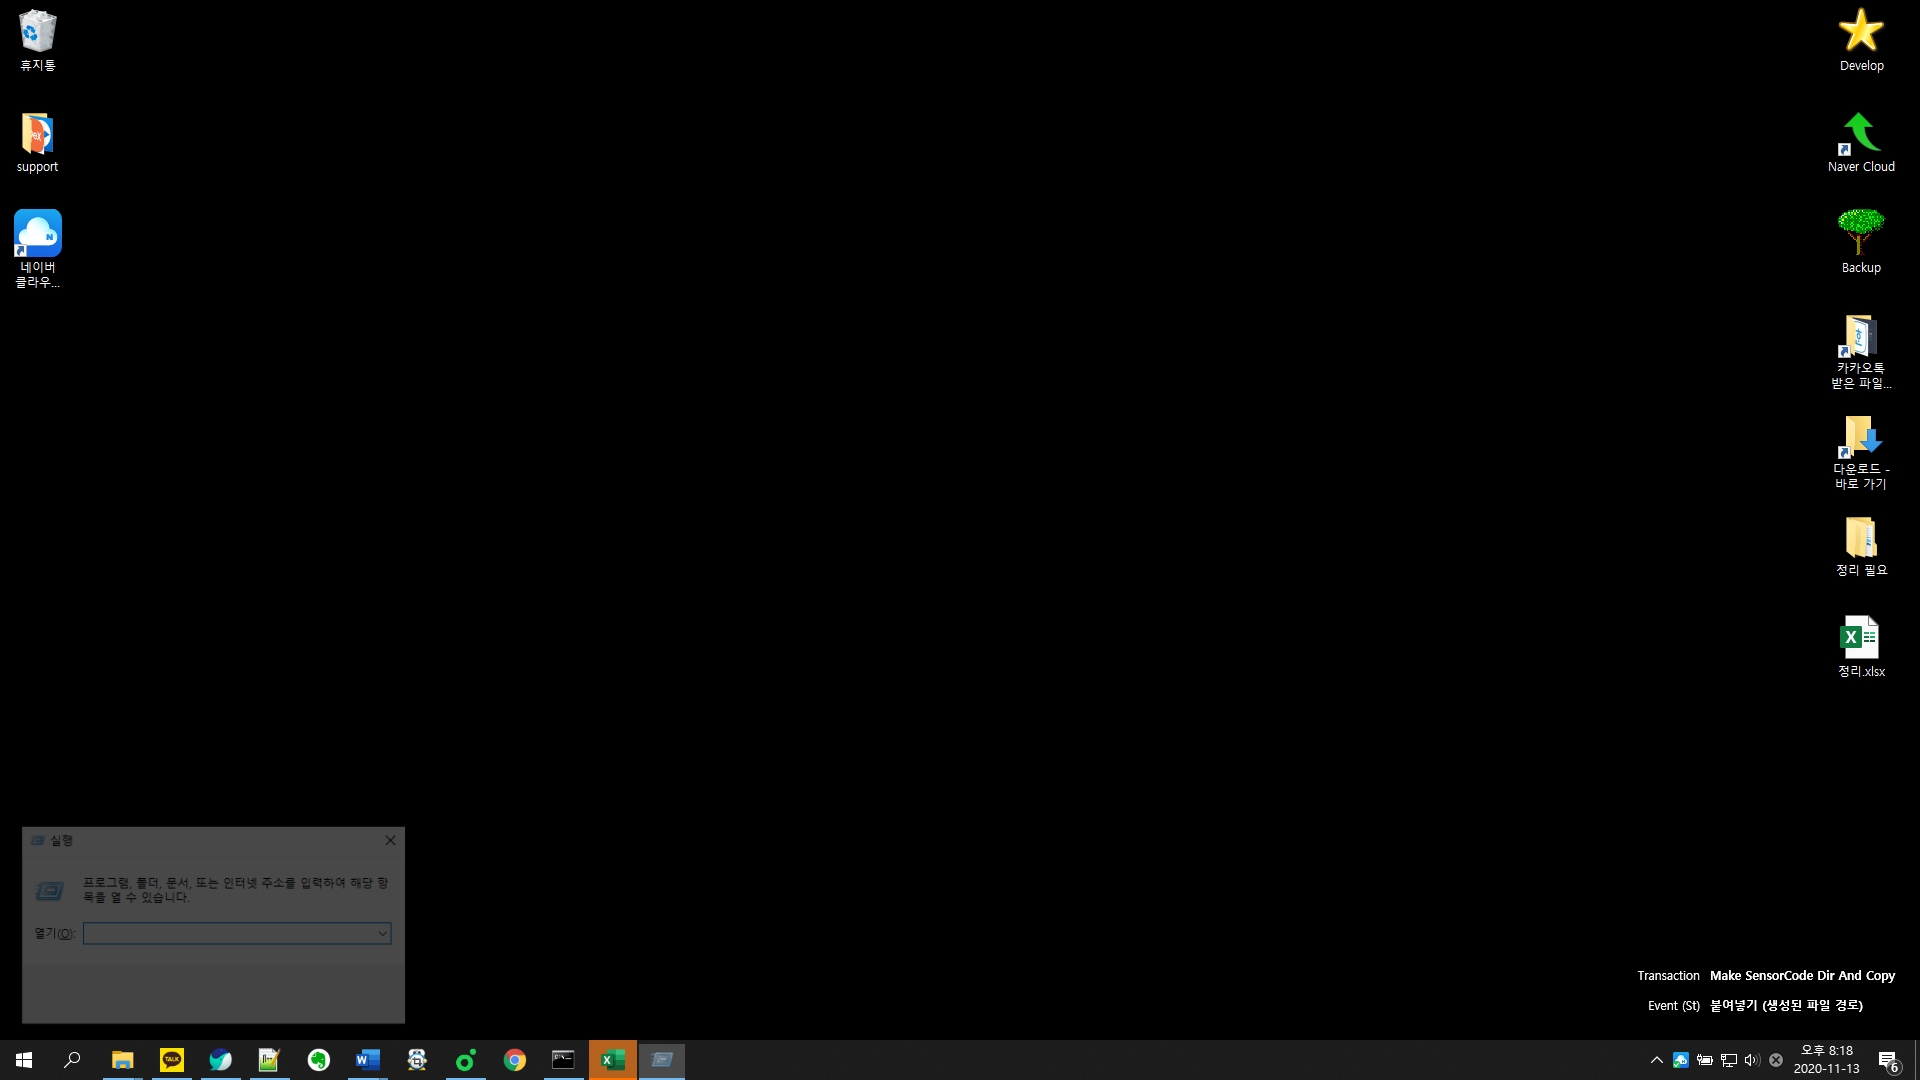 휴지통
support
네이버
클라우...
Develop
Naver Cloud
Backup
카카오톡
받은 파일...
다운로드 -
바로 가기
정리 필요
정리.xlsx
실행
프로그램, 폴더, 문서, 또는 인터넷 주소를 입력하여 해당 항
목을 열 수 있습니다.
열기(O):
Transaction Make SensorCode Dir And Copy
Event (St) 붙여넣기 (생성된 파일 경로)
TALK
오후 8:18
2020-11-13
6